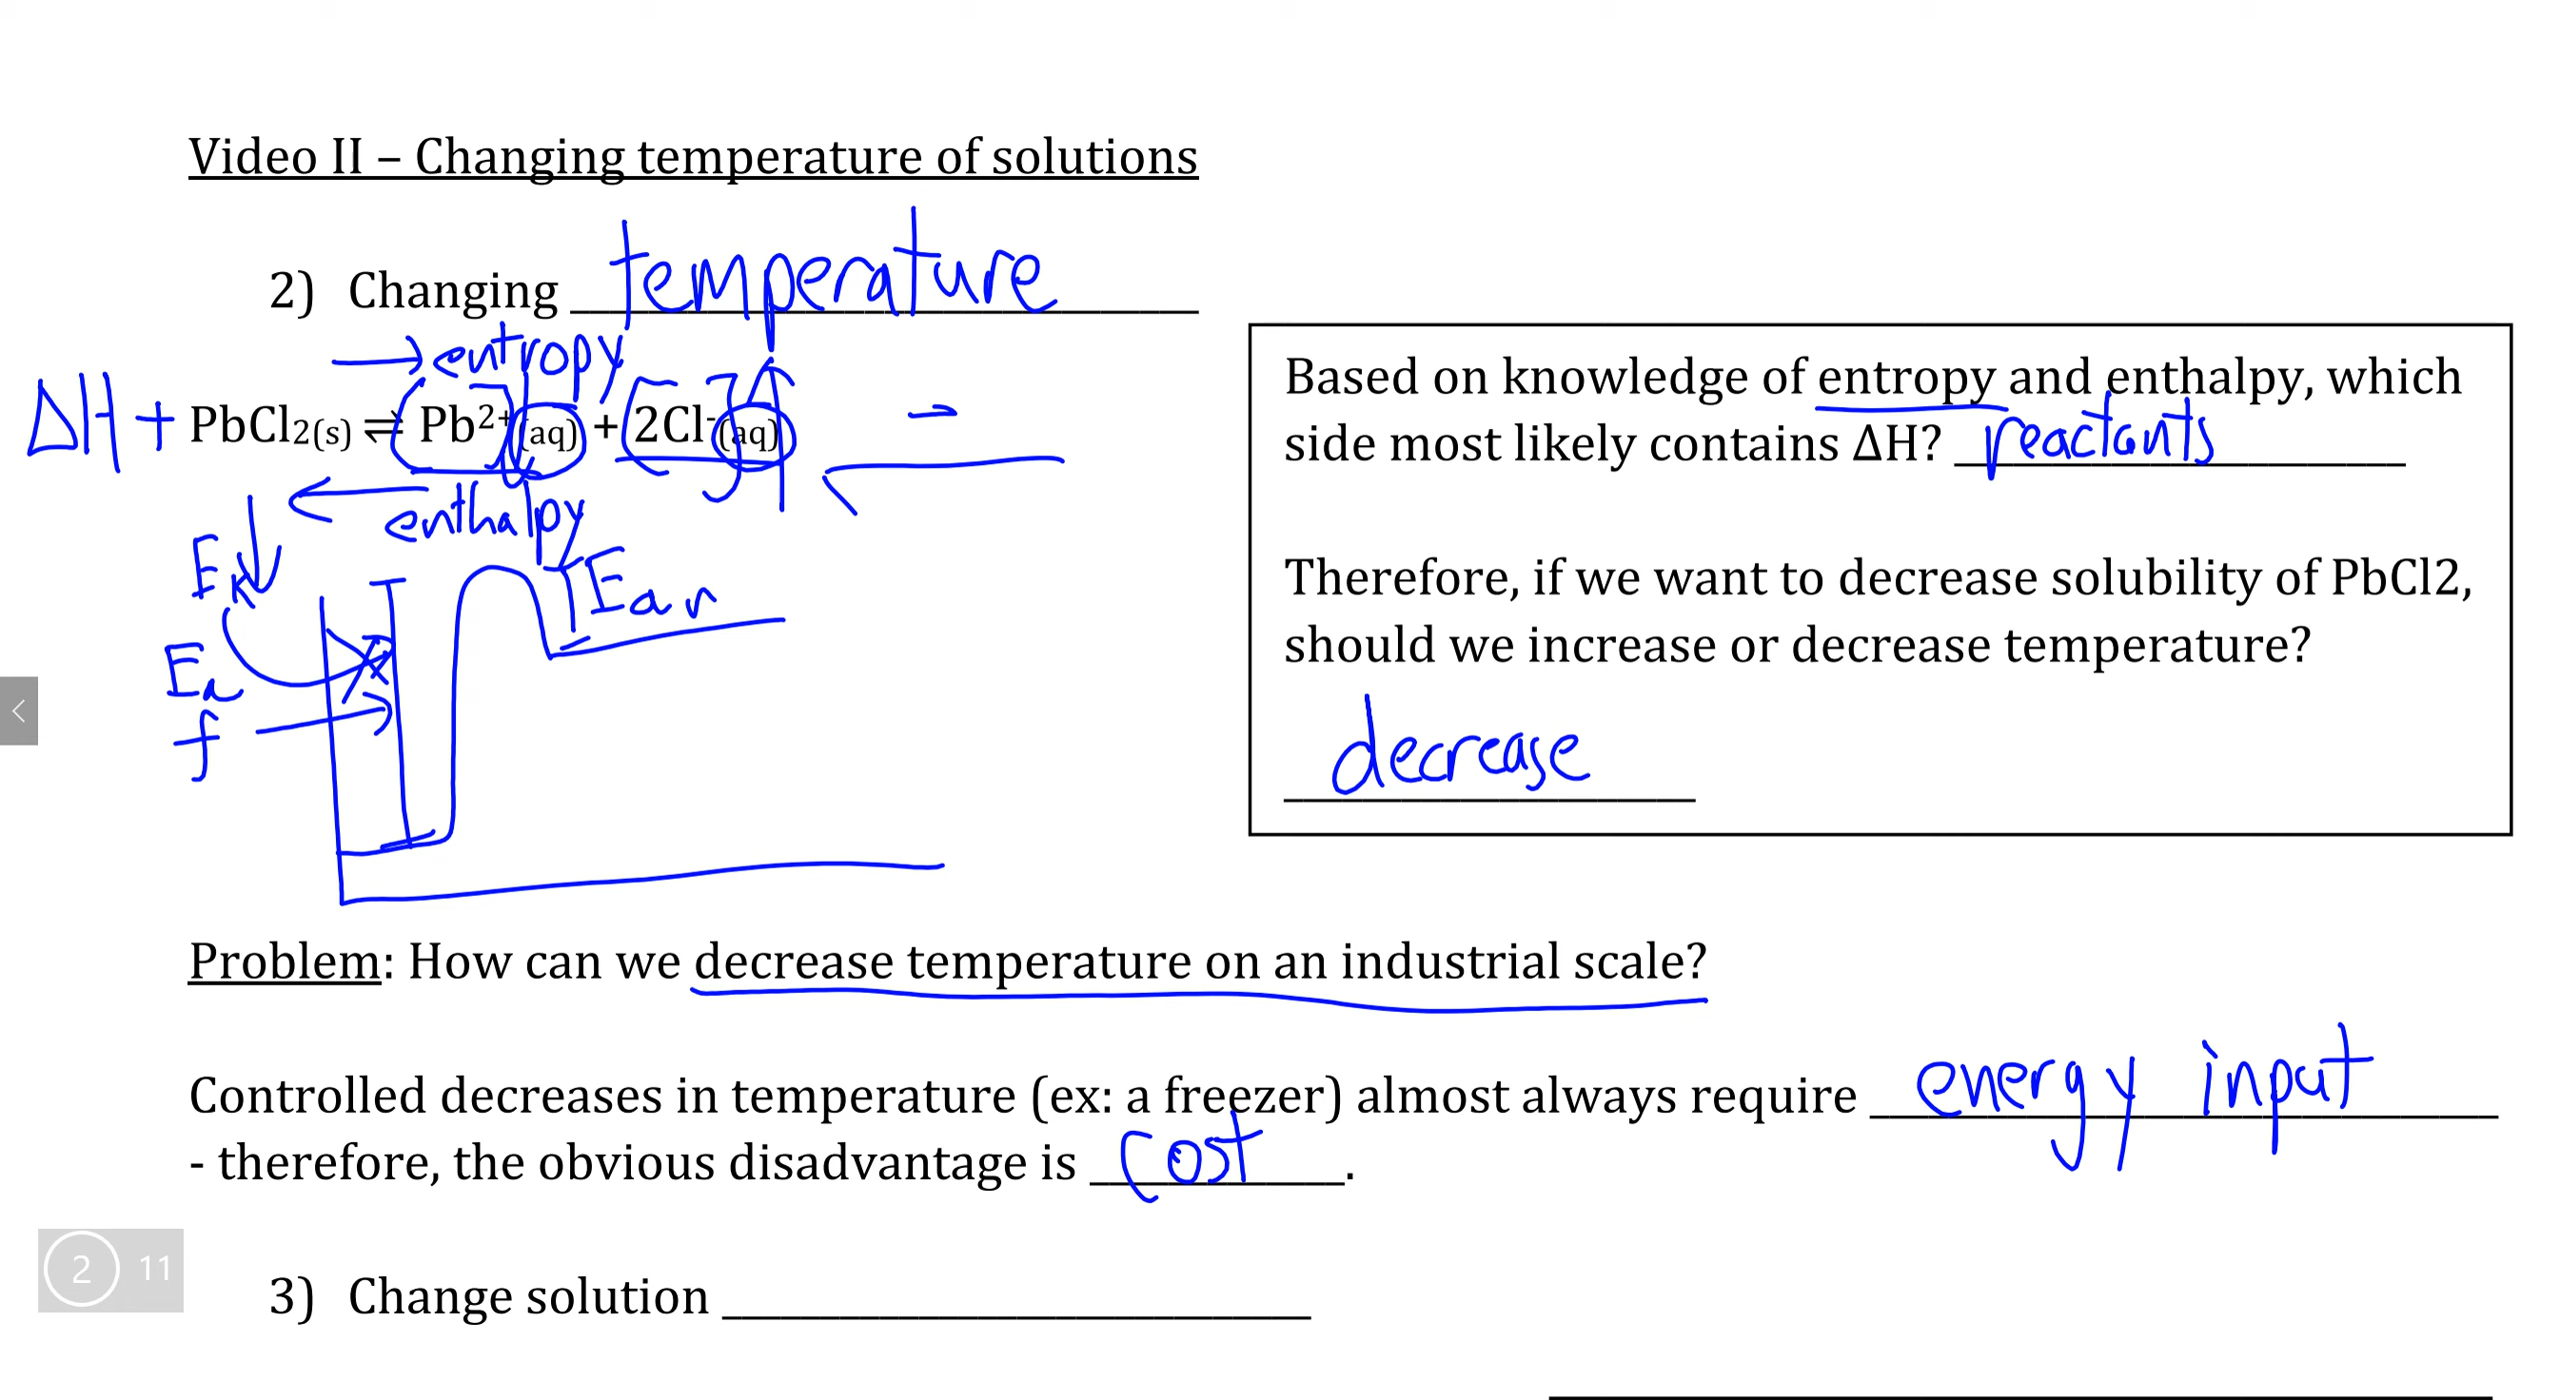 Video II – Changing temperature of solutions
2) Changing temperature
→ entropy
ΔH + PbCl2(s) ⇌ Pb2+(aq) + 2Cl-(aq)
← enthalpy
Based on knowledge of entropy and enthalpy, which
side most likely contains ΔH? reactants
Therefore, if we want to decrease solubility of PbCl2,
should we increase or decrease temperature?
decrease
Ek↓
Ear
Ea
f
Problem: How can we decrease temperature on an industrial scale?
Controlled decreases in temperature (ex: a freezer) almost always require energy input
- therefore, the obvious disadvantage is cost.
2 11
3) Change solution